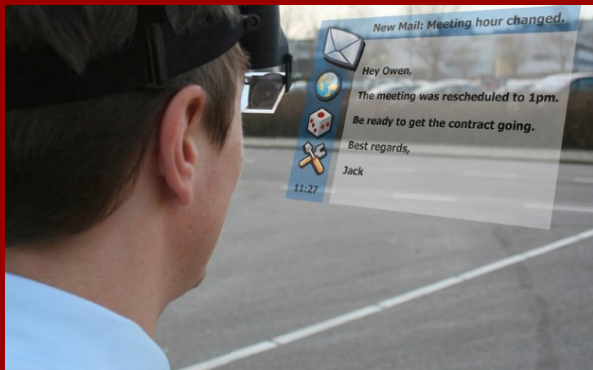 New Mail: Meeting hour changed.
Hey Owen,
The meeting was rescheduled to 1pm.
Be ready to get the contract going.
Best regards,
Jack
11:27